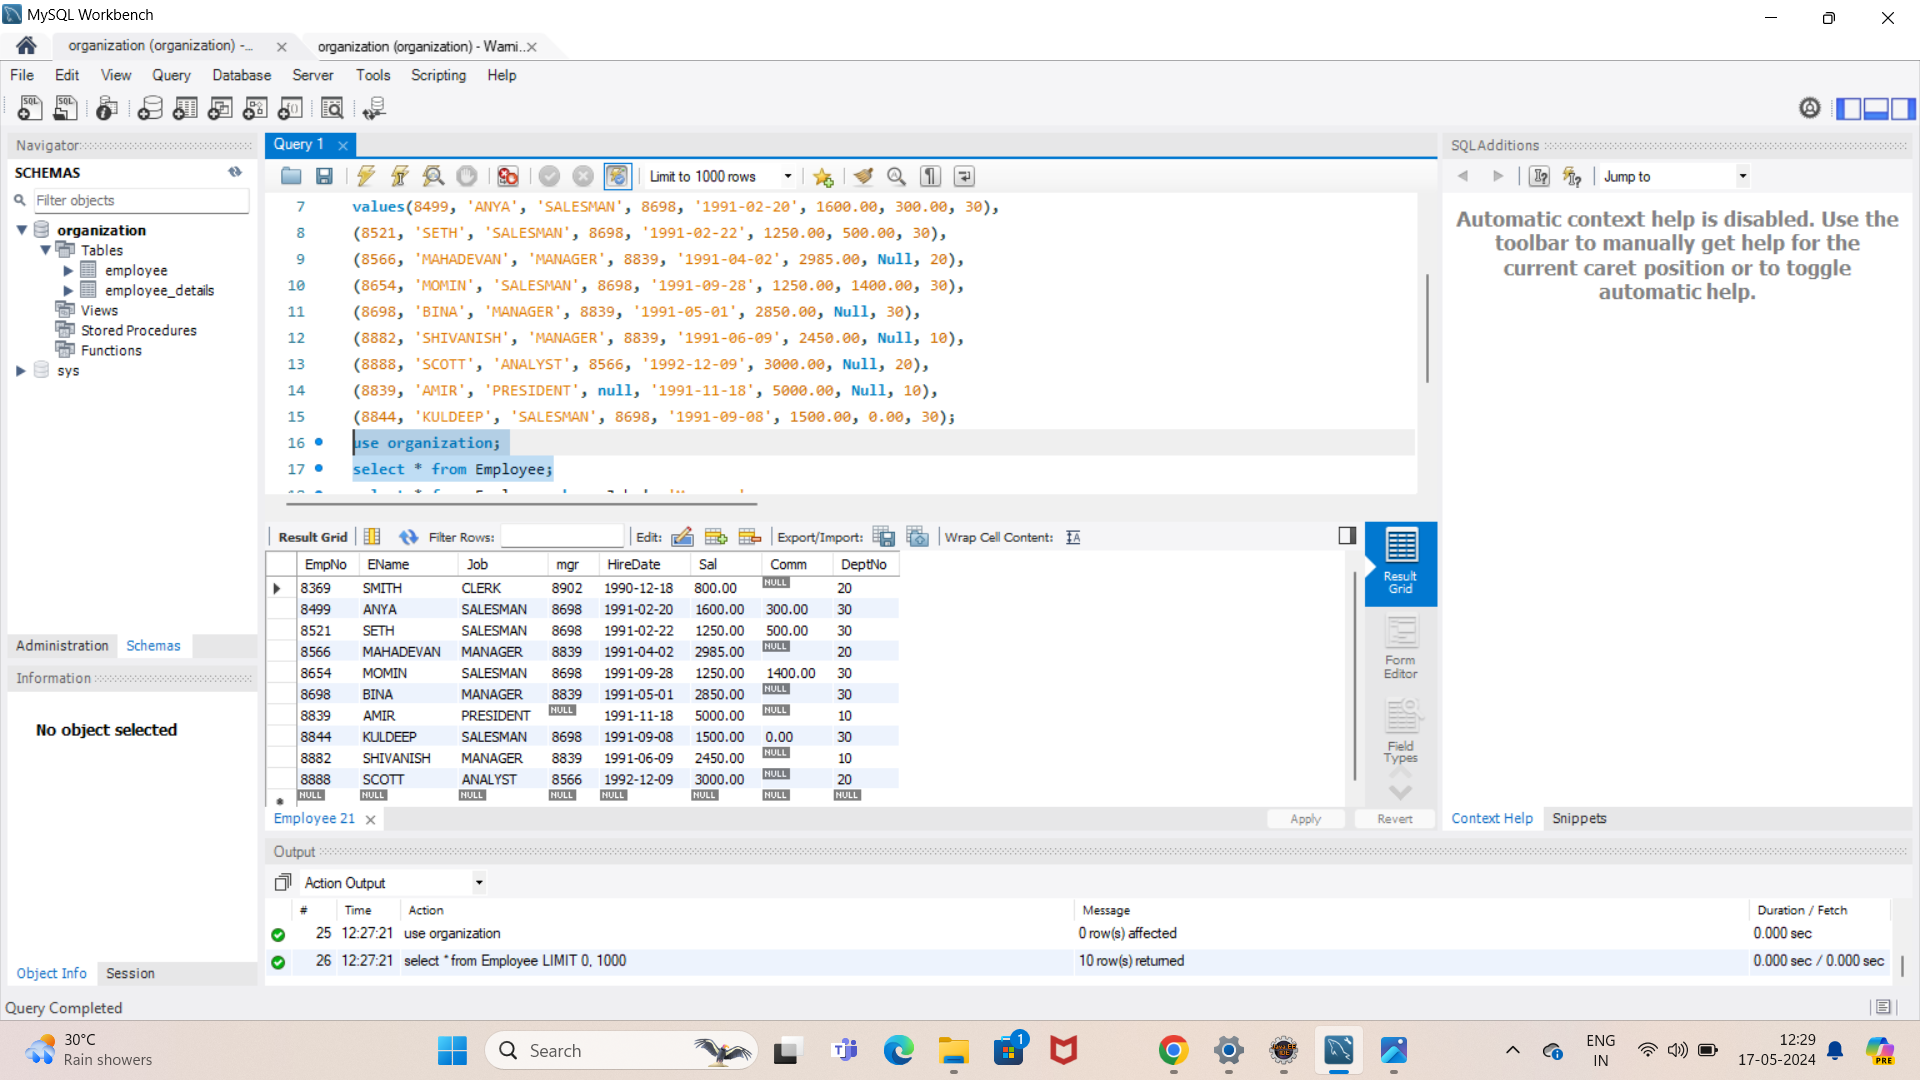 MySQL Workbench
organization (organization) -...
organization (organization) - Warni...
File Edit View Query Database Server Tools Scripting Help
Navigator
SCHEMAS
Filter objects
organization
Tables
employee
employee_details
Views
Stored Procedures
Functions
sys
Administration Schemas
Information
No object selected
Object Info Session
Query Completed
Query 1
Limit to 1000 rows
7 values(8499, 'ANYA', 'SALESMAN', 8698, '1991-02-20', 1600.00, 300.00, 30),
8 (8521, 'SETH', 'SALESMAN', 8698, '1991-02-22', 1250.00, 500.00, 30),
9 (8566, 'MAHADEVAN', 'MANAGER', 8839, '1991-04-02', 2985.00, Null, 20),
10 (8654, 'MOMIN', 'SALESMAN', 8698, '1991-09-28', 1250.00, 1400.00, 30),
11 (8698, 'BINA', 'MANAGER', 8839, '1991-05-01', 2850.00, Null, 30),
12 (8882, 'SHIVANISH', 'MANAGER', 8839, '1991-06-09', 2450.00, Null, 10),
13 (8888, 'SCOTT', 'ANALYST', 8566, '1992-12-09', 3000.00, Null, 20),
14 (8839, 'AMIR', 'PRESIDENT', null, '1991-11-18', 5000.00, Null, 10),
15 (8844, 'KULDEEP', 'SALESMAN', 8698, '1991-09-08', 1500.00, 0.00, 30);
16 use organization;
17 select * from Employee;
Result Grid Filter Rows: Edit: Export/Import: Wrap Cell Content:
EmpNo EName Job mgr HireDate Sal Comm DeptNo
8369 SMITH CLERK 8902 1990-12-18 800.00 NULL 20
8499 ANYA SALESMAN 8698 1991-02-20 1600.00 300.00 30
8521 SETH SALESMAN 8698 1991-02-22 1250.00 500.00 30
8566 MAHADEVAN MANAGER 8839 1991-04-02 2985.00 NULL 20
8654 MOMIN SALESMAN 8698 1991-09-28 1250.00 1400.00 30
8698 BINA MANAGER 8839 1991-05-01 2850.00 NULL 30
8839 AMIR PRESIDENT NULL 1991-11-18 5000.00 NULL 10
8844 KULDEEP SALESMAN 8698 1991-09-08 1500.00 0.00 30
8882 SHIVANISH MANAGER 8839 1991-06-09 2450.00 NULL 10
8888 SCOTT ANALYST 8566 1992-12-09 3000.00 NULL 20
NULL NULL NULL NULL NULL NULL NULL NULL
Result
Grid
Form
Editor
Field
Types
Employee 21
Apply Revert
SQLAdditions
Jump to
Automatic context help is disabled. Use the
toolbar to manually get help for the
current caret position or to toggle
automatic help.
Context Help Snippets
Output
Action Output
# Time Action Message Duration / Fetch
25 12:27:21 use organization 0 row(s) affected 0.000 sec
26 12:27:21 select * from Employee LIMIT 0, 1000 10 row(s) returned 0.000 sec / 0.000 sec
30°C
Rain showers
Search
1
ENG
IN
12:29
17-05-2024
PRE